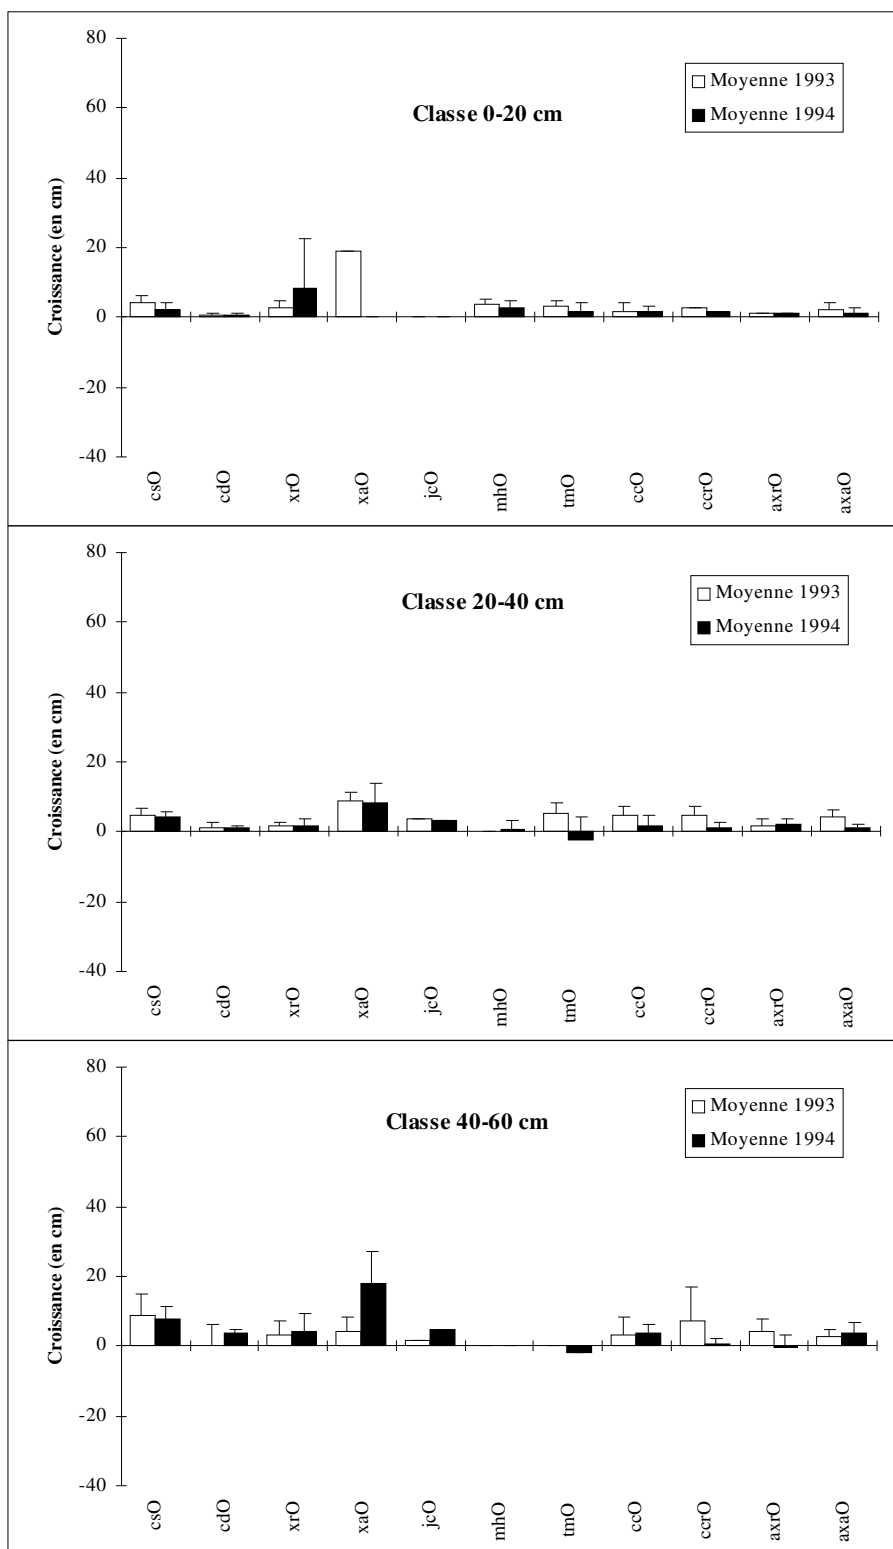 80
60
40
20
0
-20
-40
Croissance (en cm)
Classe 0-20 cm
Moyenne 1993
Moyenne 1994
csO
cdO
xrO
xaO
jcO
mhO
tmO
ccO
ccrO
axrO
axaO
80
60
40
20
0
-20
-40
Croissance (en cm)
Classe 20-40 cm
Moyenne 1993
Moyenne 1994
csO
cdO
xrO
xaO
jcO
mhO
tmO
ccO
ccrO
axrO
axaO
80
60
40
20
0
-20
-40
Croissance (en cm)
Classe 40-60 cm
Moyenne 1993
Moyenne 1994
csO
cdO
xrO
xaO
jcO
mhO
tmO
ccO
ccrO
axrO
axaO